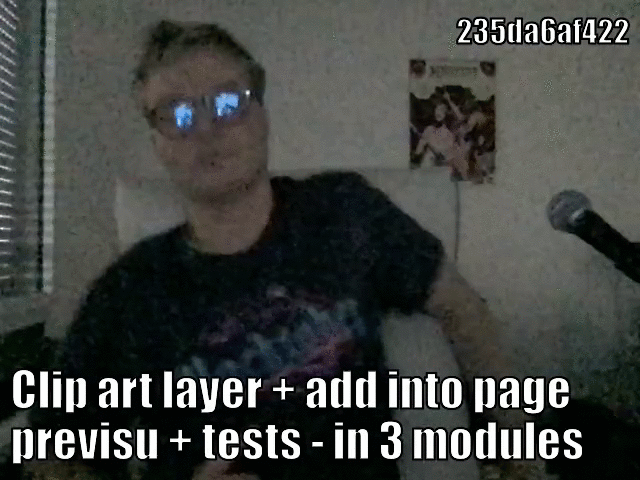 235da6af422
Clip art layer + add into page
previsu + tests - in 3 modules